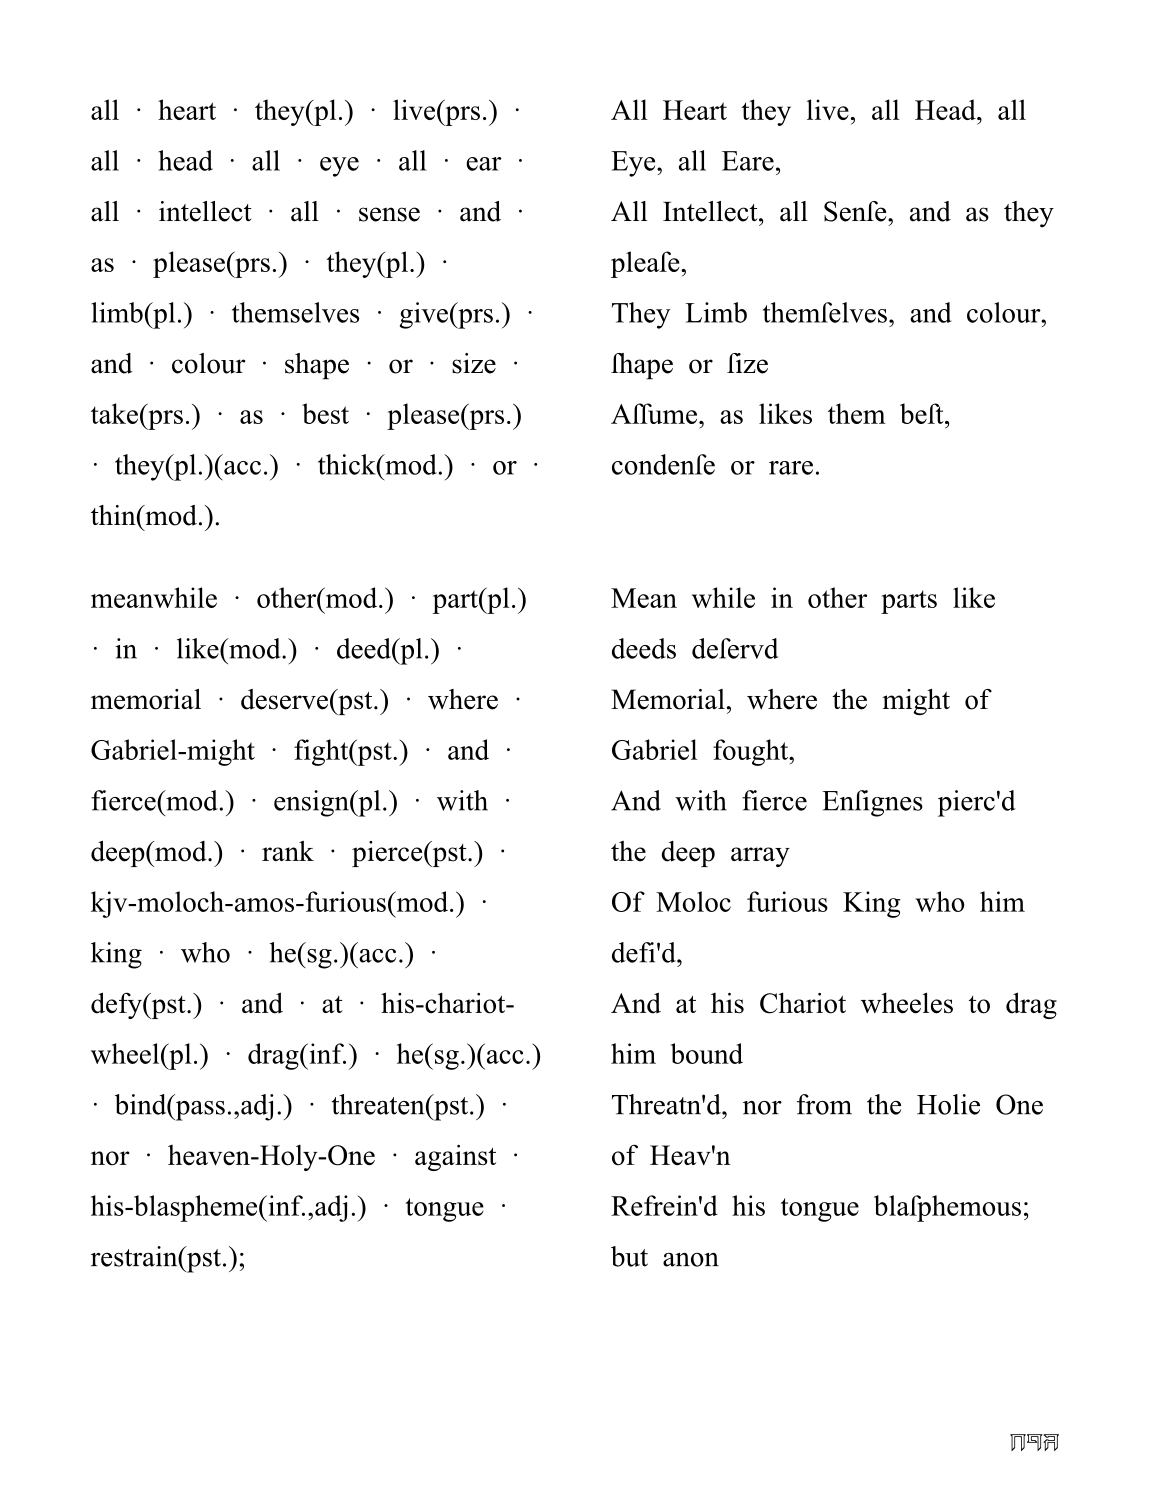 all · heart · they(pl.) · live(prs.) ·
all · head · all · eye · all · ear ·
all · intellect · all · sense · and ·
as · please(prs.) · they(pl.) ·
limb(pl.) · themselves · give(prs.) ·
and · colour · shape · or · size ·
take(prs.) · as · best · please(prs.)
· they(pl.)(acc.) · thick(mod.) · or ·
thin(mod.).
All Heart they live, all Head, all
Eye, all Eare,
All Intellect, all Senſe, and as they
pleaſe,
They Limb themſelves, and colour,
ſhape or ſize
Aſſume, as likes them beſt,
condenſe or rare.
meanwhile · other(mod.) · part(pl.)
· in · like(mod.) · deed(pl.) ·
memorial · deserve(pst.) · where ·
Gabriel-might · fight(pst.) · and ·
fierce(mod.) · ensign(pl.) · with ·
deep(mod.) · rank · pierce(pst.) ·
kjv-moloch-amos-furious(mod.) ·
king · who · he(sg.)(acc.) ·
defy(pst.) · and · at · his-chariot-
wheel(pl.) · drag(inf.) · he(sg.)(acc.)
· bind(pass.,adj.) · threaten(pst.) ·
nor · heaven-Holy-One · against ·
his-blaspheme(inf.,adj.) · tongue ·
restrain(pst.);
Mean while in other parts like
deeds deſervd
Memorial, where the might of
Gabriel fought,
And with fierce Enſignes pierc'd
the deep array
Of Moloc furious King who him
defi'd,
And at his Chariot wheeles to drag
him bound
Threatn'd, nor from the Holie One
of Heav'n
Refrein'd his tongue blaſphemous;
but anon